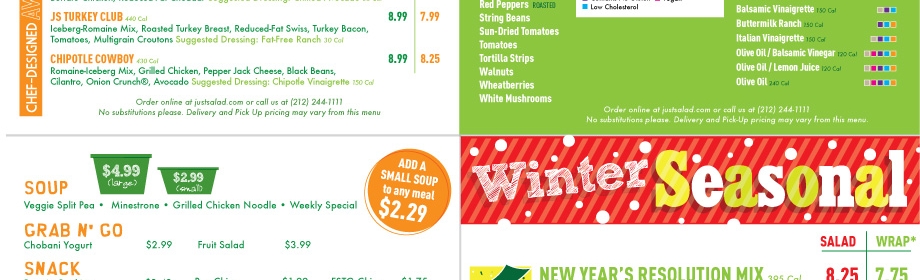 CHEF-DESIGNED
JS TURKEY CLUB 440 Cal 8.99 7.99
Iceberg-Romaine Mix, Roasted Turkey Breast, Reduced-Fat Swiss, Turkey Bacon,
Tomatoes, Multigrain Croutons Suggested Dressing: Fat-Free Ranch 30 Cal
CHIPOTLE COWBOY 430 Cal 8.99 8.25
Romaine-Iceberg Mix, Grilled Chicken, Pepper Jack Cheese, Black Beans,
Cilantro, Onion Crunch®, Avocado Suggested Dressing: Chipotle Vinaigrette 150 Cal
Order online at justsalad.com or call us at (212) 244-1111
No substitutions please. Delivery and Pick-Up pricing may vary from this menu
Red Peppers ROASTED
String Beans
Sun-Dried Tomatoes
Tomatoes
Tortilla Strips
Walnuts
Wheatberries
White Mushrooms
Low Cholesterol
Balsamic Vinaigrette 150 Cal
Buttermilk Ranch 150 Cal
Italian Vinaigrette 150 Cal
Olive Oil / Balsamic Vinegar 120 Cal
Olive Oil / Lemon Juice 120 Cal
Olive Oil 240 Cal
Order online at justsalad.com or call us at (212) 244-1111
No substitutions please. Delivery and Pick-Up pricing may vary from this menu.
SOUP
$4.99
(large)
$2.99
(small)
Veggie Split Pea • Minestrone • Grilled Chicken Noodle • Weekly Special
ADD A
SMALL SOUP
to any meal
$2.29
GRAB N' GO
Chobani Yogurt $2.99 Fruit Salad $3.99
SNACK
Winter Seasonal
SALAD WRAP*
NEW YEAR'S RESOLUTION MIX 395 Cal 8.25 7.75